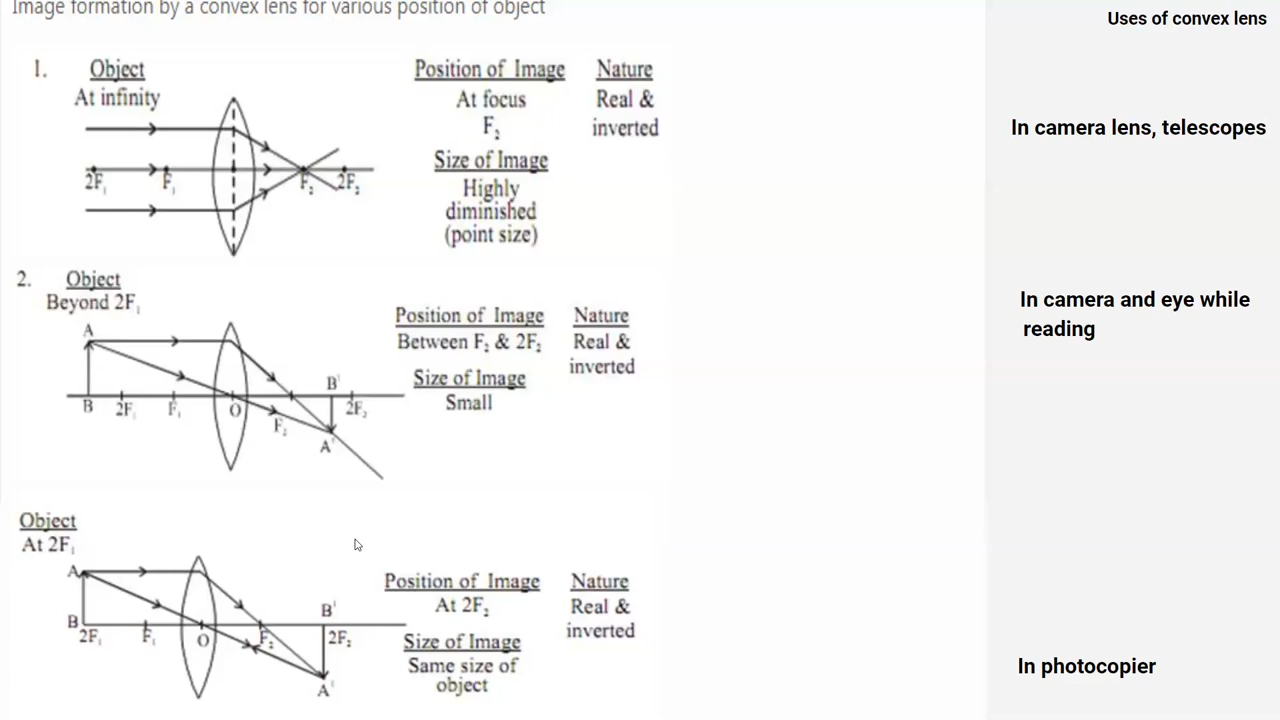 Image formation by a convex lens for various position of object
Uses of convex lens
1. Object
At infinity
Position of Image
At focus
F₂
Size of Image
Highly
diminished
(point size)
Nature
Real &
inverted
2F₁ F₁ F₂ 2F₂
In camera lens, telescopes
2. Object
Beyond 2F₁
Position of Image
Between F₂ & 2F₂
Size of Image
Small
Nature
Real &
inverted
A
B 2F₁ F₁ O F₂ B' 2F₂
A'
In camera and eye while
reading
Object
At 2F₁
Position of Image
At 2F₂
Size of Image
Same size of
object
Nature
Real &
inverted
A
B B'
2F₁ F₁ O F₂ 2F₂
A'
In photocopier